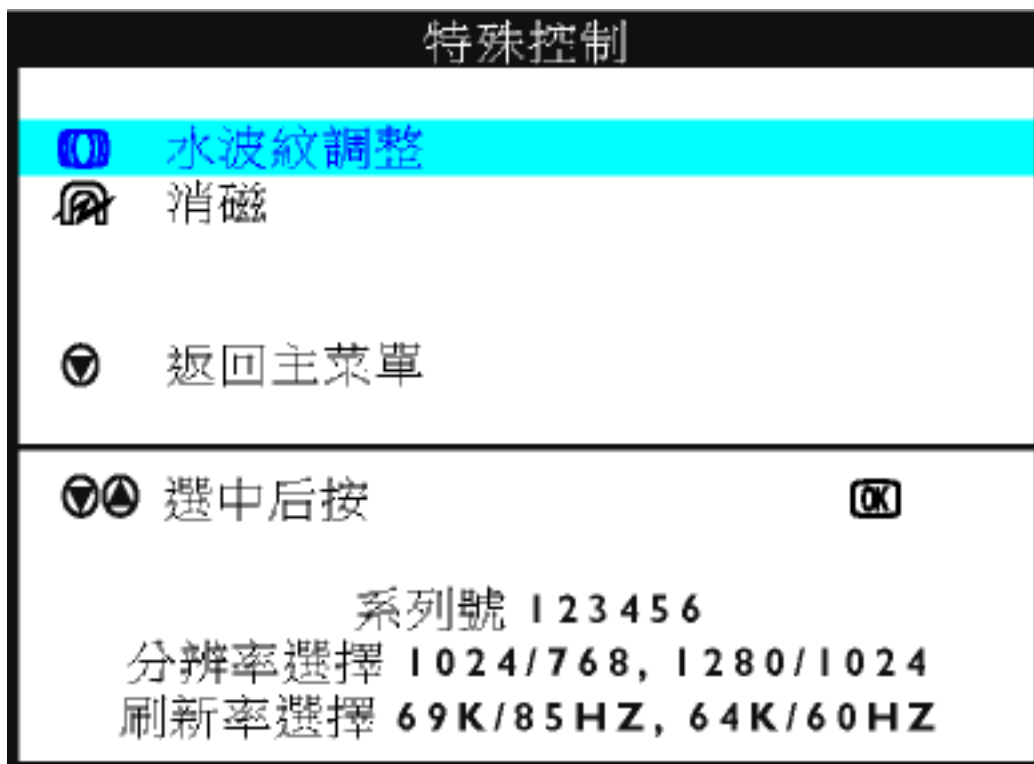 特殊控制
水波紋調整
消磁
返回主菜單
選中后按 OK
系列號 123456
分辨率選擇 1024/768, 1280/1024
刷新率選擇 69K/85HZ, 64K/60HZ